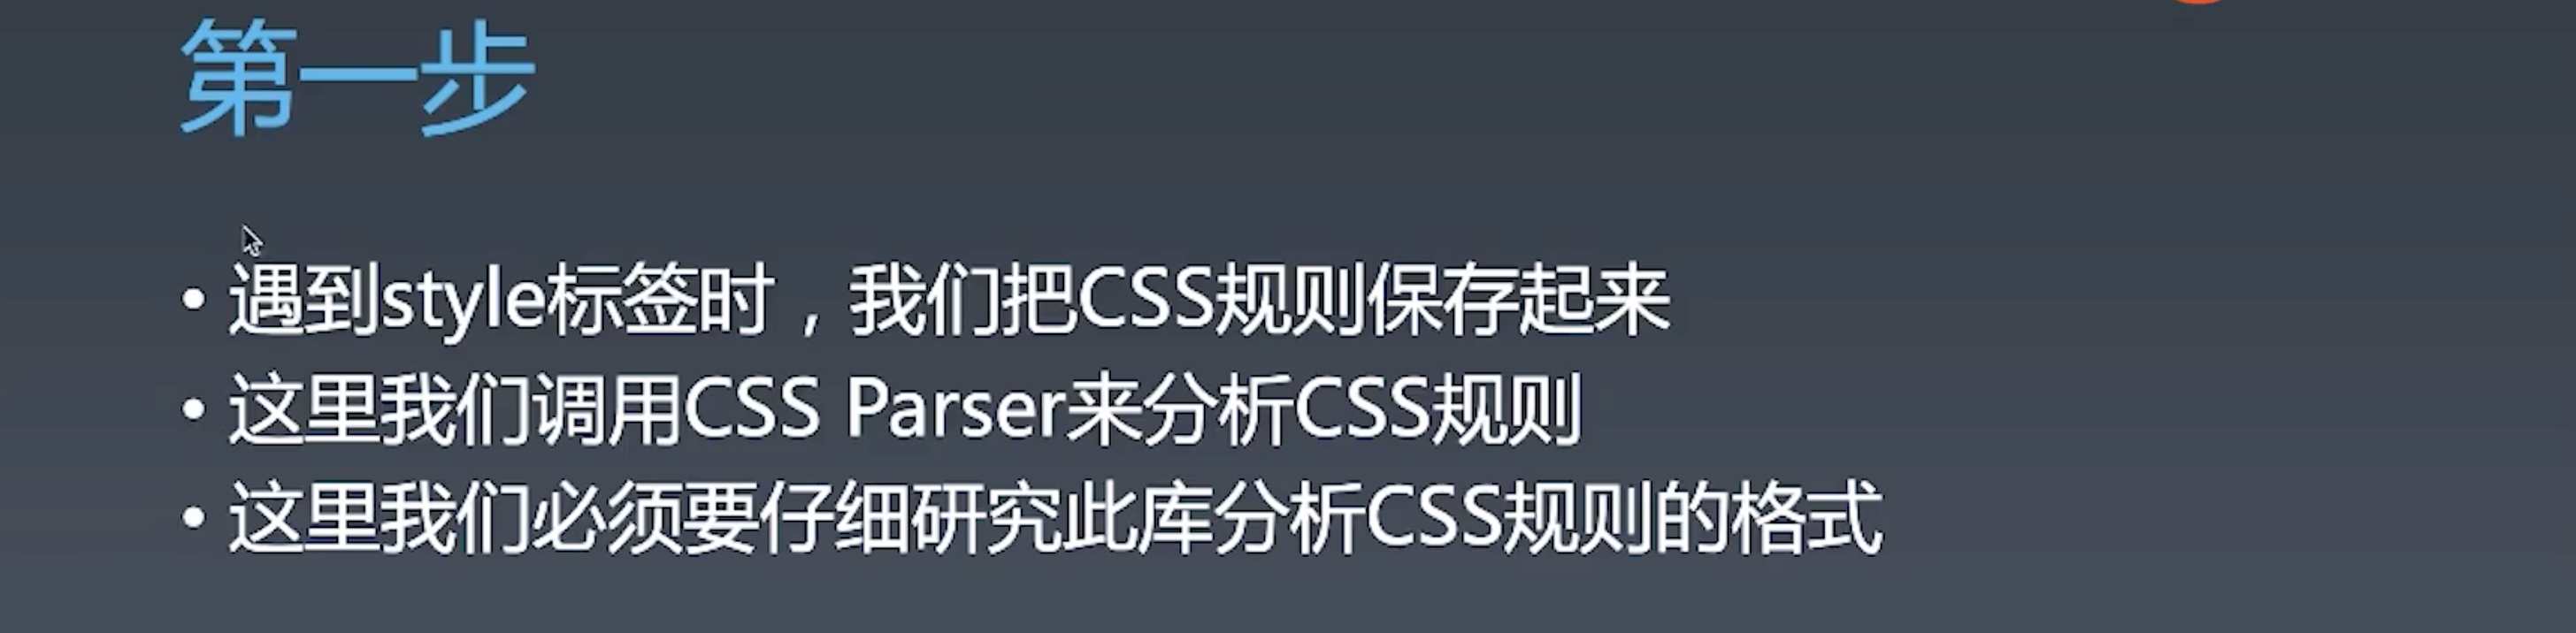 第一步
• 遇到style标签时，我们把CSS规则保存起来
• 这里我们调用CSS Parser来分析CSS规则
• 这里我们必须要仔细研究此库分析CSS规则的格式